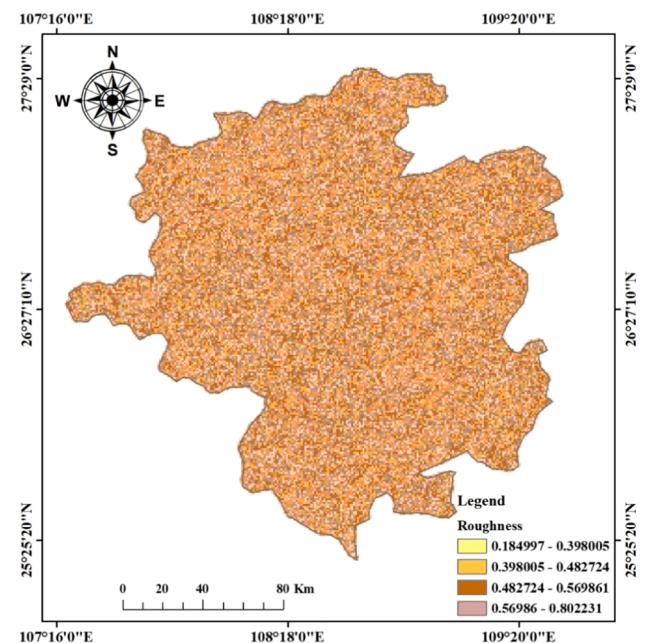 107°16'0"E 108°18'0"E 109°20'0"E
27°29'0"N 27°29'0"N
N
W E
S
26°27'10"N 26°27'10"N
25°25'20"N 25°25'20"N
Legend
Roughness
0.184997 - 0.398005
0.398005 - 0.482724
0.482724 - 0.569861
0.56986 - 0.802231
0 20 40 80 Km
107°16'0"E 108°18'0"E 109°20'0"E